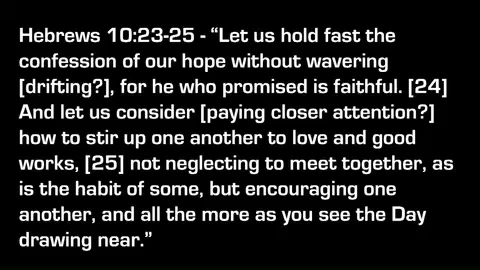 Hebrews 10:23-25 - “Let us hold fast the
confession of our hope without wavering
[drifting?], for he who promised is faithful. [24]
And let us consider [paying closer attention?]
how to stir up one another to love and good
works, [25] not neglecting to meet together, as
is the habit of some, but encouraging one
another, and all the more as you see the Day
drawing near.”